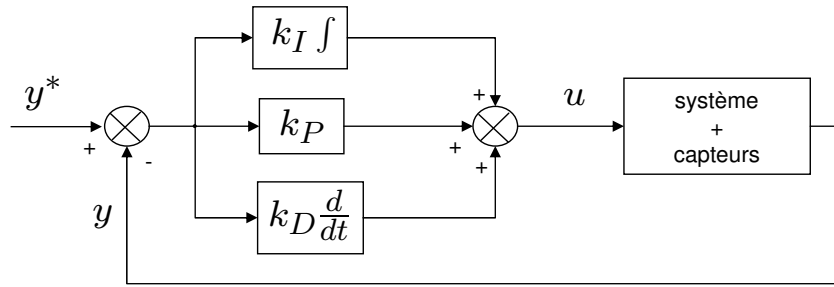 k_I ∫
y*
+
-
k_P
+
+
+
u
système
+
capteurs
y
k_D d/dt